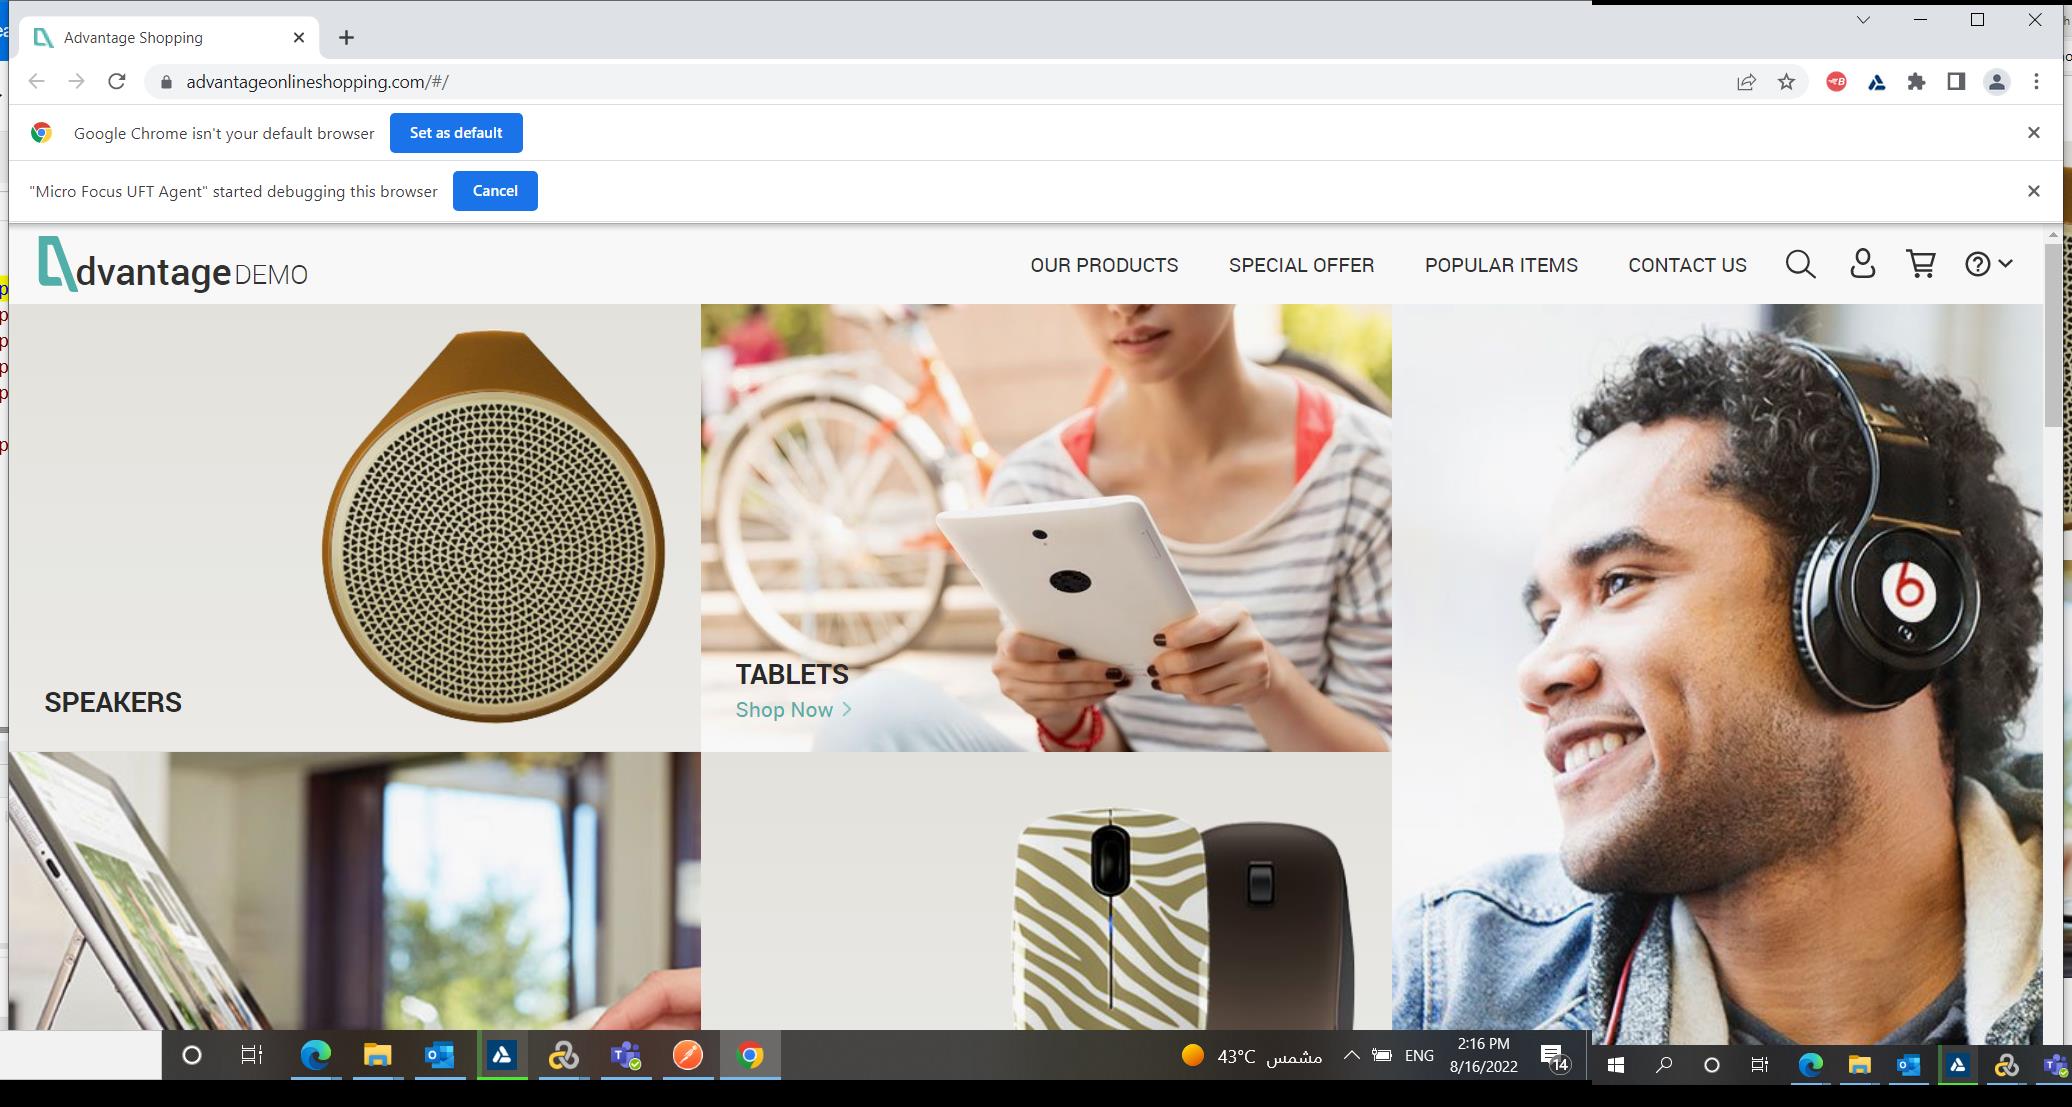 Advantage Shopping
advantageonlineshopping.com/#/
Google Chrome isn't your default browser Set as default
"Micro Focus UFT Agent" started debugging this browser Cancel
dvantage DEMO
OUR PRODUCTS SPECIAL OFFER POPULAR ITEMS CONTACT US
SPEAKERS
TABLETS
Shop Now
43°C مشمس ENG
2:16 PM
8/16/2022
14